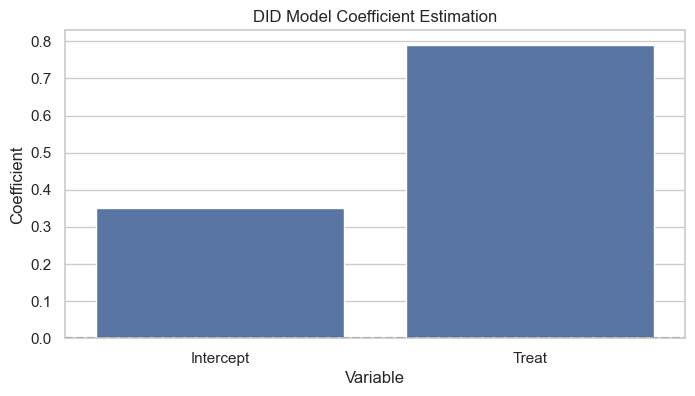 DID Model Coefficient Estimation
Coefficient
0.8
0.7
0.6
0.5
0.4
0.3
0.2
0.1
0.0
Intercept
Treat
Variable